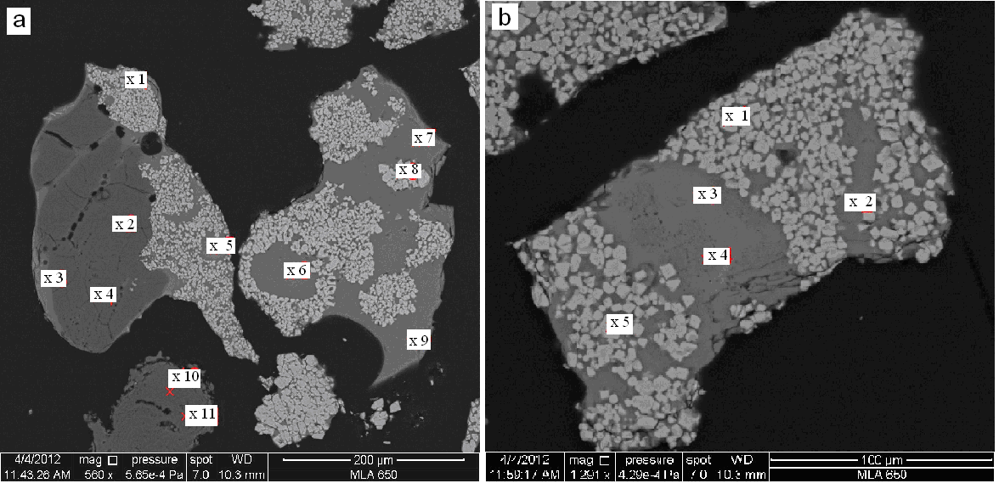 a
x 1
x 7
x 8
x 2
x 5
x 6
x 3
x 4
x 9
x 10
x 11
4/4/2012 mag □ pressure spot WD 200 µm
11:43:26 AM 560 x 5.65e-4 Pa 7.0 10.3 mm MLA 650
b
x 1
x 2
x 3
x 4
x 5
4/4/2012 mag □ pressure spot WD 100 µm
11:59:17 AM 1 291 x 4.29e-4 Pa 7.0 10.3 mm MLA 650